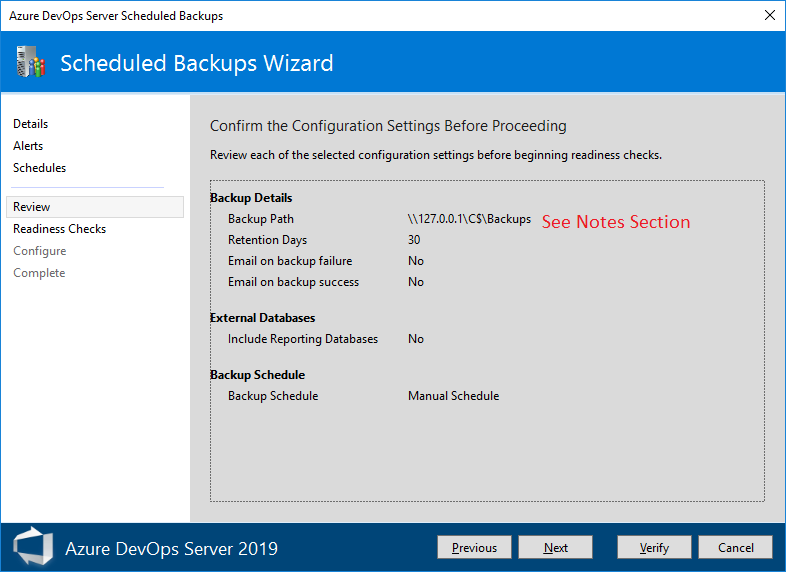 Azure DevOps Server Scheduled Backups
Scheduled Backups Wizard
Details
Alerts
Schedules
Review
Readiness Checks
Configure
Complete
Confirm the Configuration Settings Before Proceeding
Review each of the selected configuration settings before beginning readiness checks.
Backup Details
Backup Path \\127.0.0.1\C$\Backups See Notes Section
Retention Days 30
Email on backup failure No
Email on backup success No
External Databases
Include Reporting Databases No
Backup Schedule
Backup Schedule Manual Schedule
Azure DevOps Server 2019
Previous Next Verify Cancel